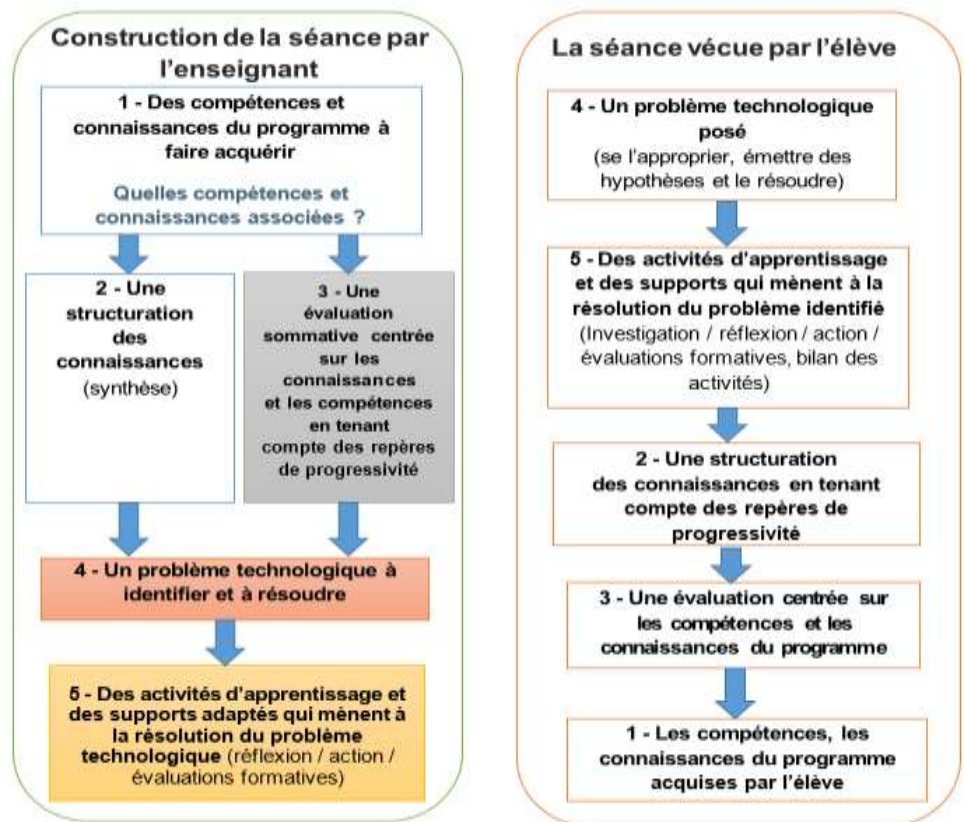 Construction de la séance par
l'enseignant
1 - Des compétences et
connaissances du programme à
faire acquérir
Quelles compétences et
connaissances associées ?
2 - Une
structuration
des
connaissances
(synthèse)
3 - Une
évaluation
sommative centrée
sur les
connaissances
et les compétences
en tenant
compte des repères
de progressivité
4 - Un problème technologique à
identifier et à résoudre
5 - Des activités d'apprentissage et
des supports adaptés qui mènent à
la résolution du problème
technologique (réflexion / action /
évaluations formatives)
La séance vécue par l'élève
4 - Un problème technologique
posé
(se l'approprier, émettre des
hypothèses et le résoudre)
5 - Des activités d'apprentissage
et des supports qui mènent à la
résolution du problème identifié
(Investigation / réflexion / action /
évaluations formatives, bilan des
activités)
2 - Une structuration
des connaissances en tenant
compte des repères de
progressivité
3 - Une évaluation centrée sur
les compétences et les
connaissances du programme
1 - Les compétences, les
connaissances du programme
acquises par l'élève